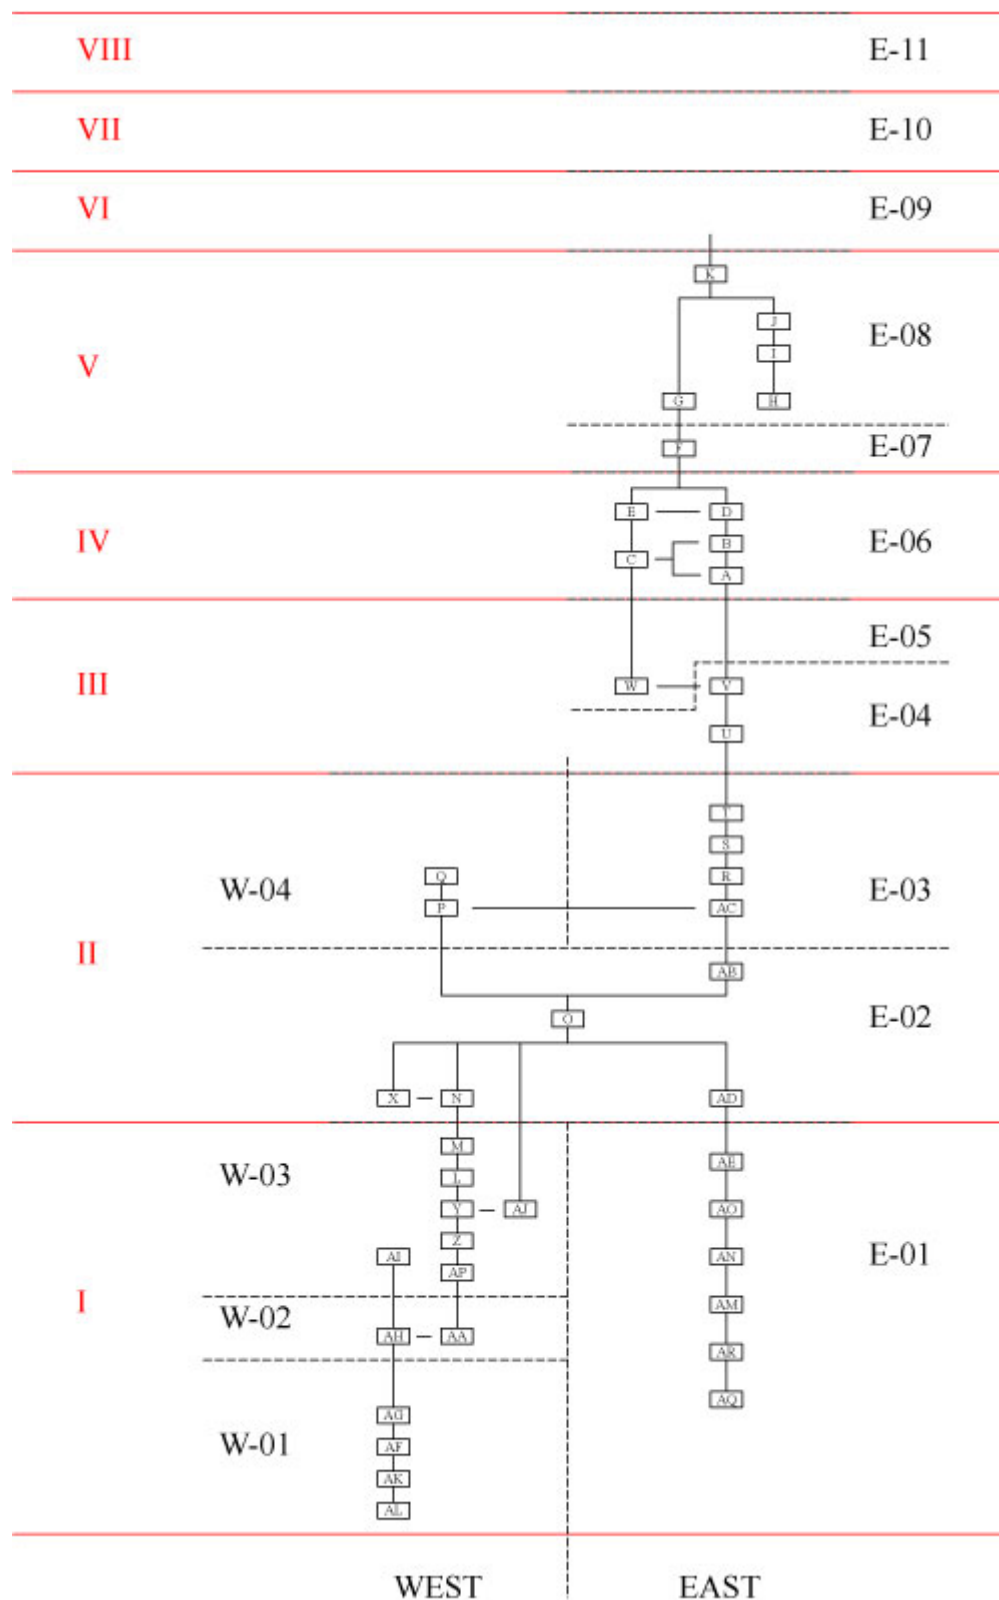 VIII E-11
VII E-10
VI E-09
K
J
E-08
I
V
G H
E-07
F
E D
IV B E-06
C
A
E-05
III W V
E-04
U
T
S
W-04 Q R E-03
P AC
II
AB
O E-02
X N AD
M
W-03 AE
L
Y AJ AO
Z
AI AN E-01
AP
I AM
W-02
AH AA
AR
AQ
AG
W-01 AF
AK
AL
WEST EAST